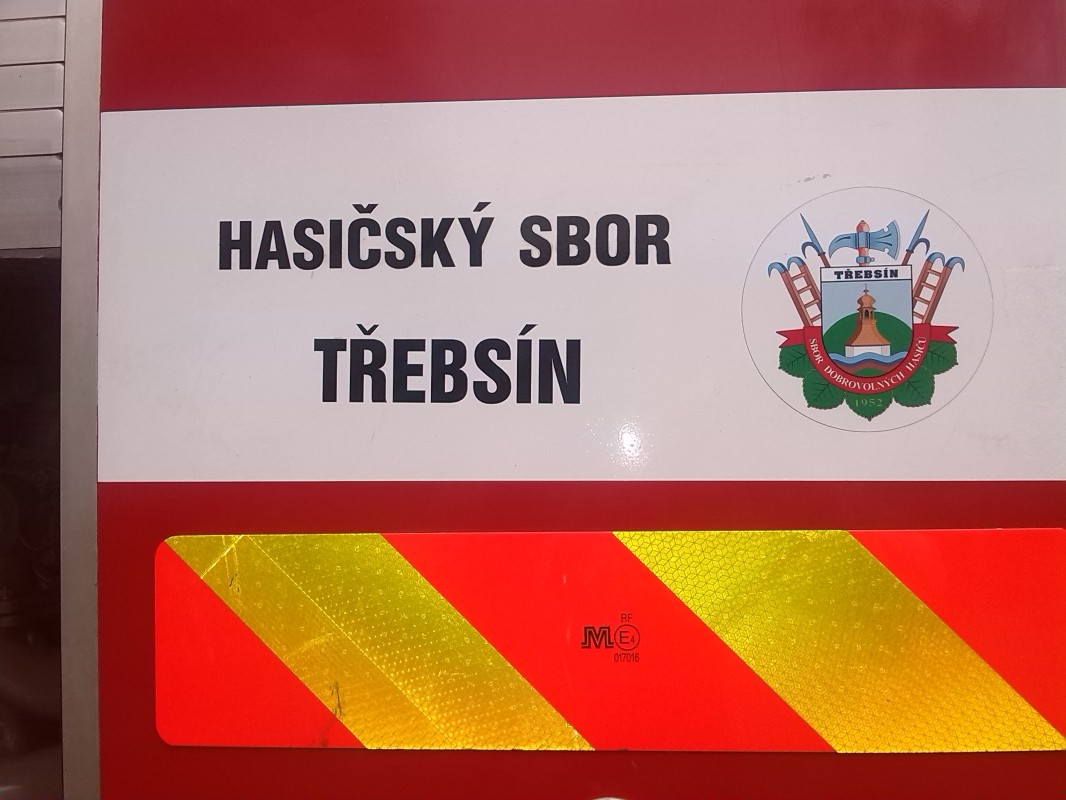 HASIČSKÝ SBOR
TŘEBSÍN
TŘEBSÍN
SBOR DOBROVOLNÝCH HASIČŮ
1952
RF
M E4
017016